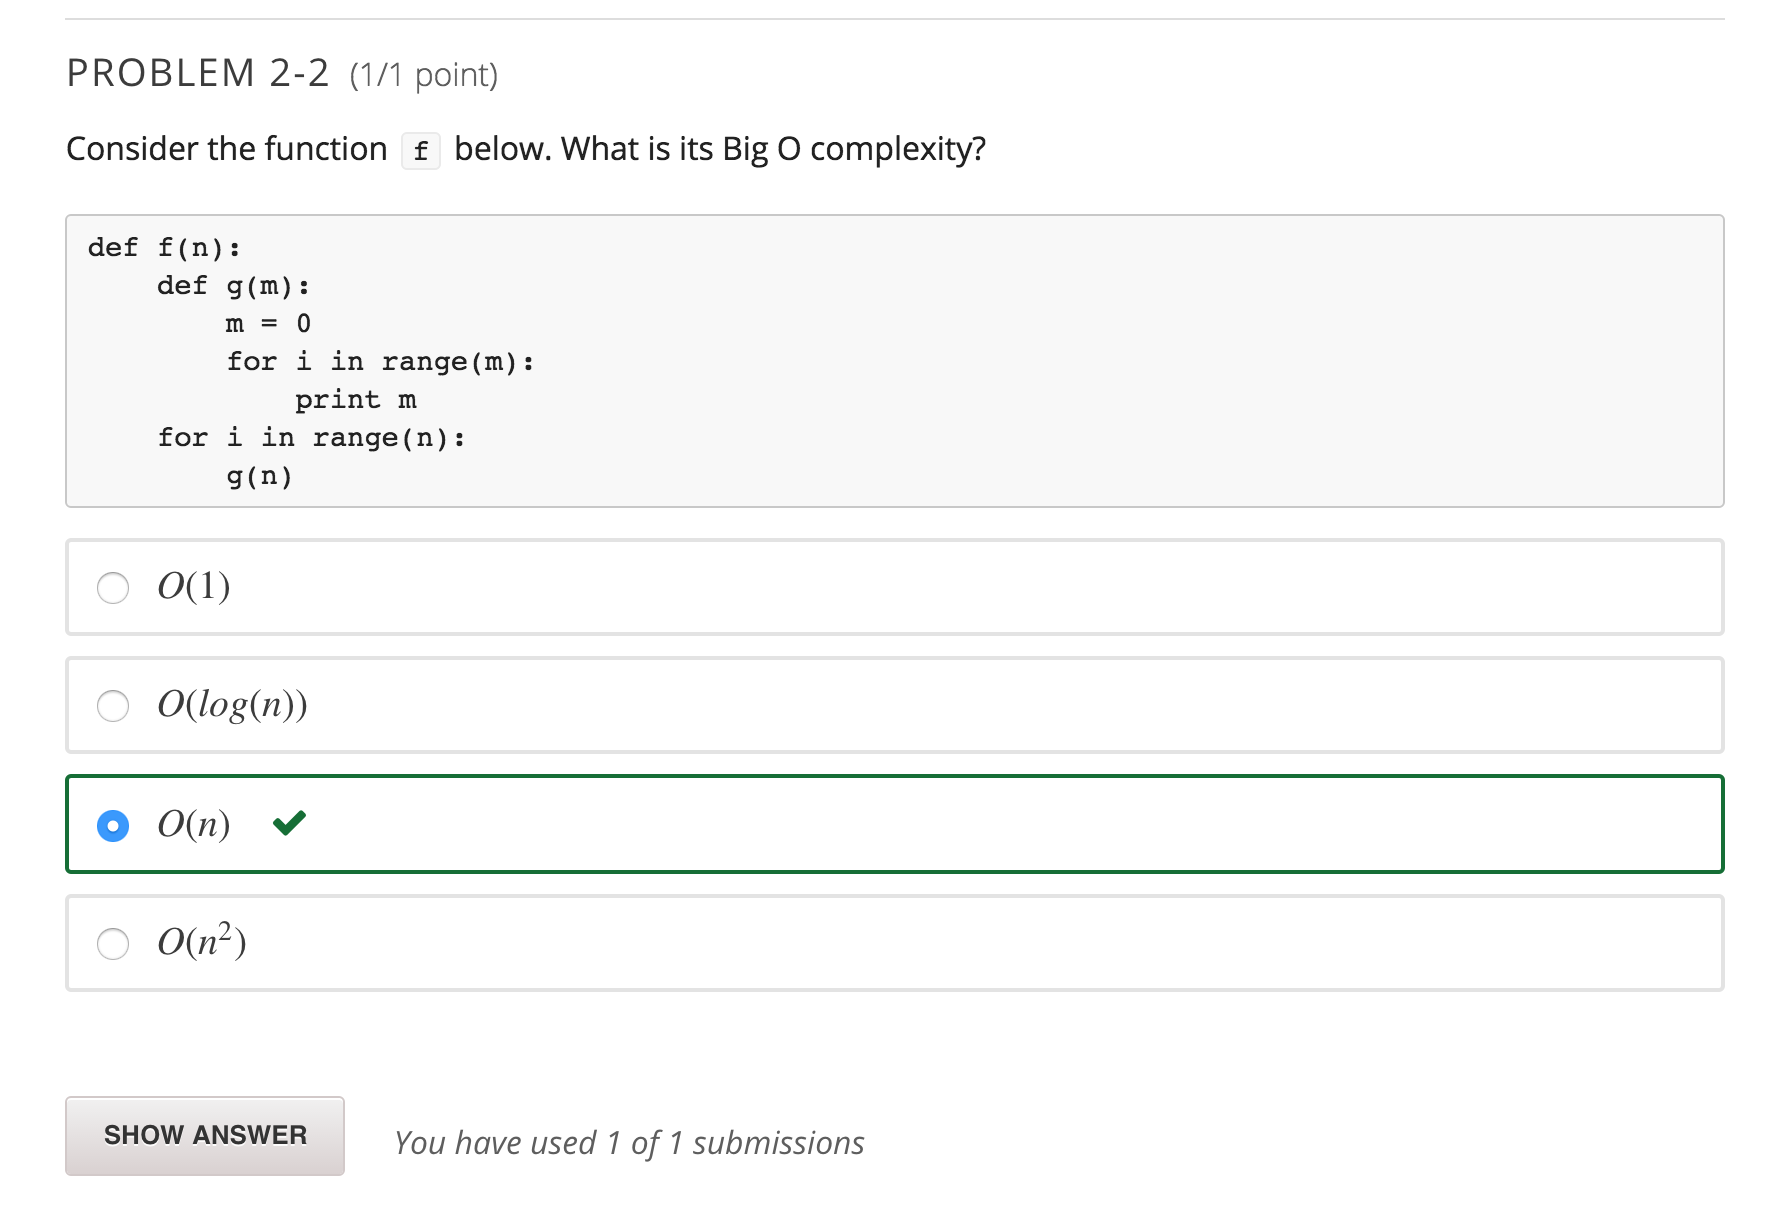 PROBLEM 2-2 (1/1 point)
Consider the function f below. What is its Big O complexity?
def f(n):
    def g(m):
        m = 0
        for i in range(m):
            print m
    for i in range(n):
        g(n)
O(1)
O(log(n))
O(n)
O(n²)
SHOW ANSWER
You have used 1 of 1 submissions